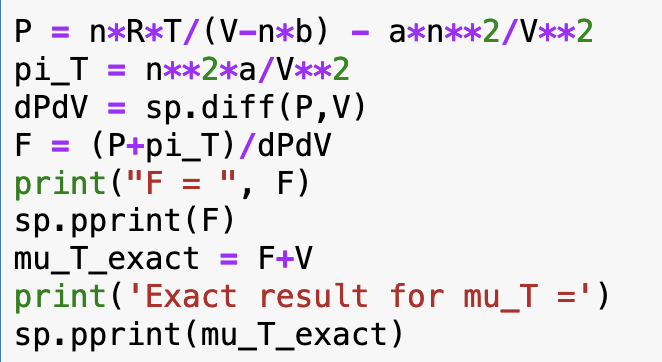 P = n*R*T/(V-n*b) - a*n**2/V**2
pi_T = n**2*a/V**2
dPdV = sp.diff(P,V)
F = (P+pi_T)/dPdV
print("F = ", F)
sp.pprint(F)
mu_T_exact = F+V
print('Exact result for mu_T =')
sp.pprint(mu_T_exact)